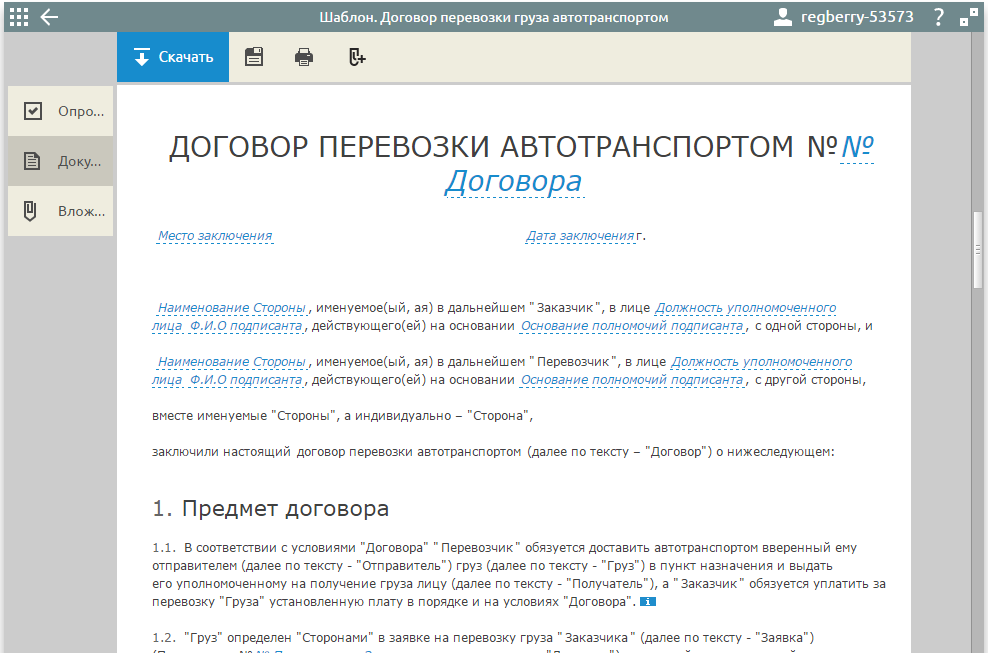 Шаблон. Договор перевозки груза автотранспортом
regberry-53573 ?
Скачать
Опро...
Доку...
Влож...
ДОГОВОР ПЕРЕВОЗКИ АВТОТРАНСПОРТОМ №№
Договора
Место заключения Дата заключения г.
Наименование Стороны, именуемое(ый, ая) в дальнейшем "Заказчик", в лице Должность уполномоченного
лица Ф.И.О подписанта, действующего(ей) на основании Основание полномочий подписанта, с одной стороны, и
Наименование Стороны, именуемое(ый, ая) в дальнейшем "Перевозчик", в лице Должность уполномоченного
лица Ф.И.О подписанта, действующего(ей) на основании Основание полномочий подписанта, с другой стороны,
вместе именуемые "Стороны", а индивидуально – "Сторона",
заключили настоящий договор перевозки автотранспортом (далее по тексту – "Договор") о нижеследующем:
1. Предмет договора
1.1. В соответствии с условиями "Договора" "Перевозчик" обязуется доставить автотранспортом вверенный ему
отправителем (далее по тексту - "Отправитель") груз (далее по тексту - "Груз") в пункт назначения и выдать
его уполномоченному на получение груза лицу (далее по тексту - "Получатель"), а "Заказчик" обязуется уплатить за
перевозку "Груза" установленную плату в порядке и на условиях "Договора". i
1.2. "Груз" определен "Сторонами" в заявке на перевозку груза "Заказчика" (далее по тексту - "Заявка")